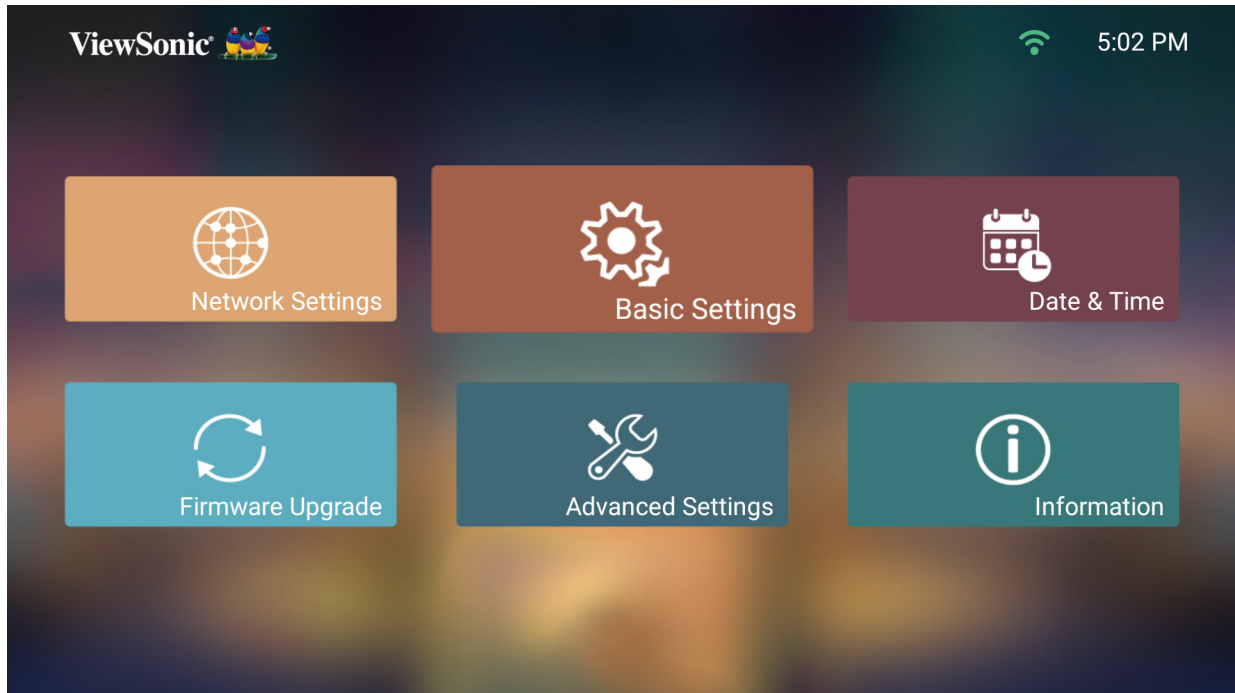 ViewSonic®
5:02 PM
Network Settings
Basic Settings
Date & Time
Firmware Upgrade
Advanced Settings
Information